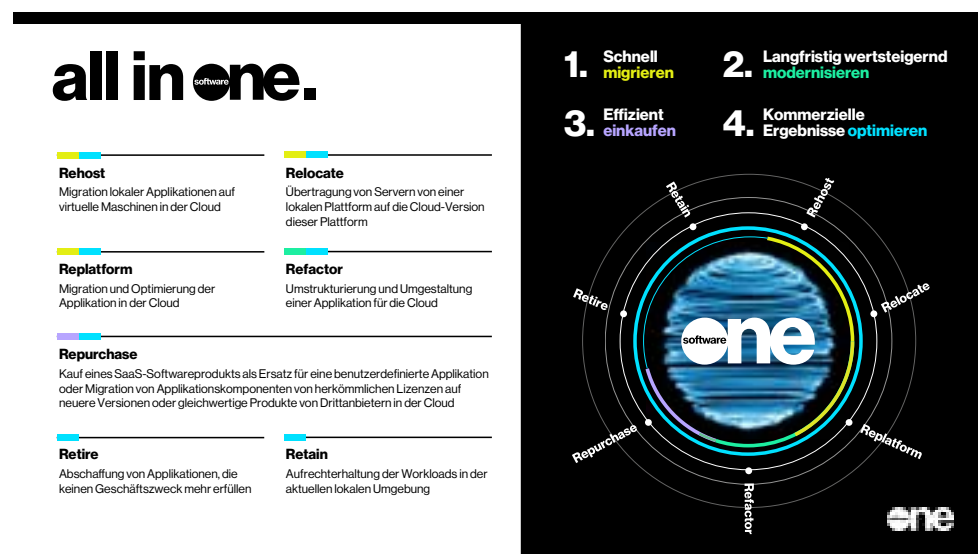 all in software one.
Rehost
Migration lokaler Applikationen auf
virtuelle Maschinen in der Cloud
Relocate
Übertragung von Servern von einer
lokalen Plattform auf die Cloud-Version
dieser Plattform
Replatform
Migration und Optimierung der
Applikation in der Cloud
Refactor
Umstrukturierung und Umgestaltung
einer Applikation für die Cloud
Repurchase
Kauf eines SaaS-Softwareprodukts als Ersatz für eine benutzerdefinierte Applikation
oder Migration von Applikationskomponenten von herkömmlichen Lizenzen auf
neuere Versionen oder gleichwertige Produkte von Drittanbietern in der Cloud
Retire
Abschaffung von Applikationen, die
keinen Geschäftszweck mehr erfüllen
Retain
Aufrechterhaltung der Workloads in der
aktuellen lokalen Umgebung
1. Schnell
migrieren
2. Langfristig wertsteigernd
modernisieren
3. Effizient
einkaufen
4. Kommerzielle
Ergebnisse optimieren
Retain
Rehost
Retire
Relocate
software one
Repurchase
Replatform
Refactor
one